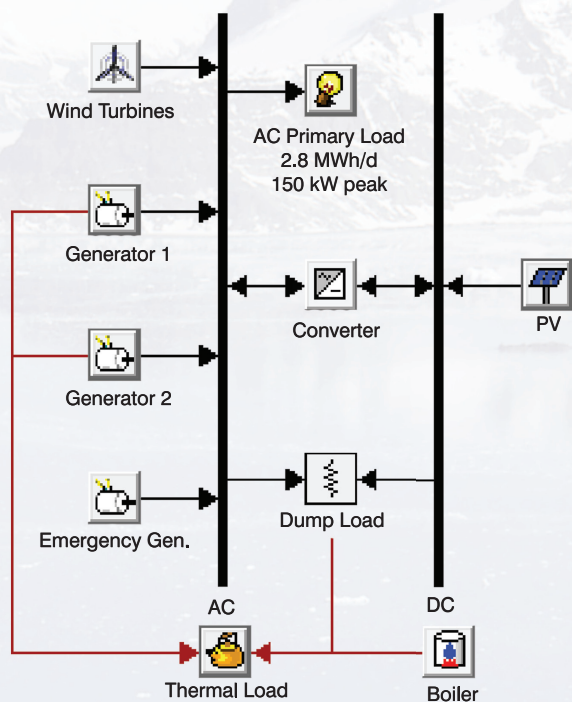 Wind Turbines
AC Primary Load
2.8 MWh/d
150 kW peak
Generator 1
Converter
PV
Generator 2
Dump Load
Emergency Gen.
AC
DC
Thermal Load
Boiler